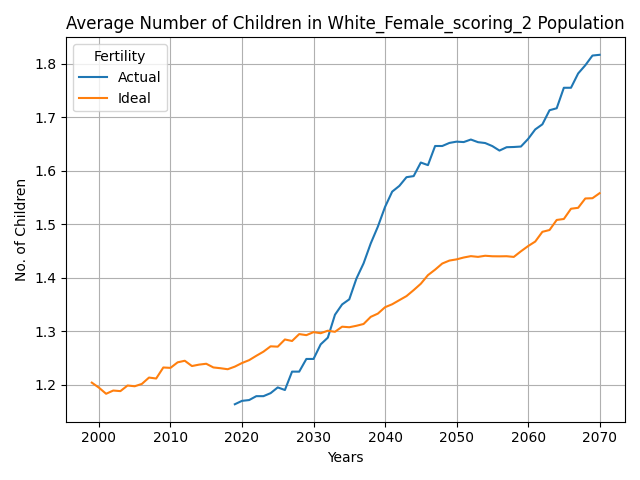 Average Number of Children in White_Female_scoring_2 Population
Fertility
Actual
Ideal
No. of Children
1.8
1.7
1.6
1.5
1.4
1.3
1.2
2000 2010 2020 2030 2040 2050 2060 2070
Years